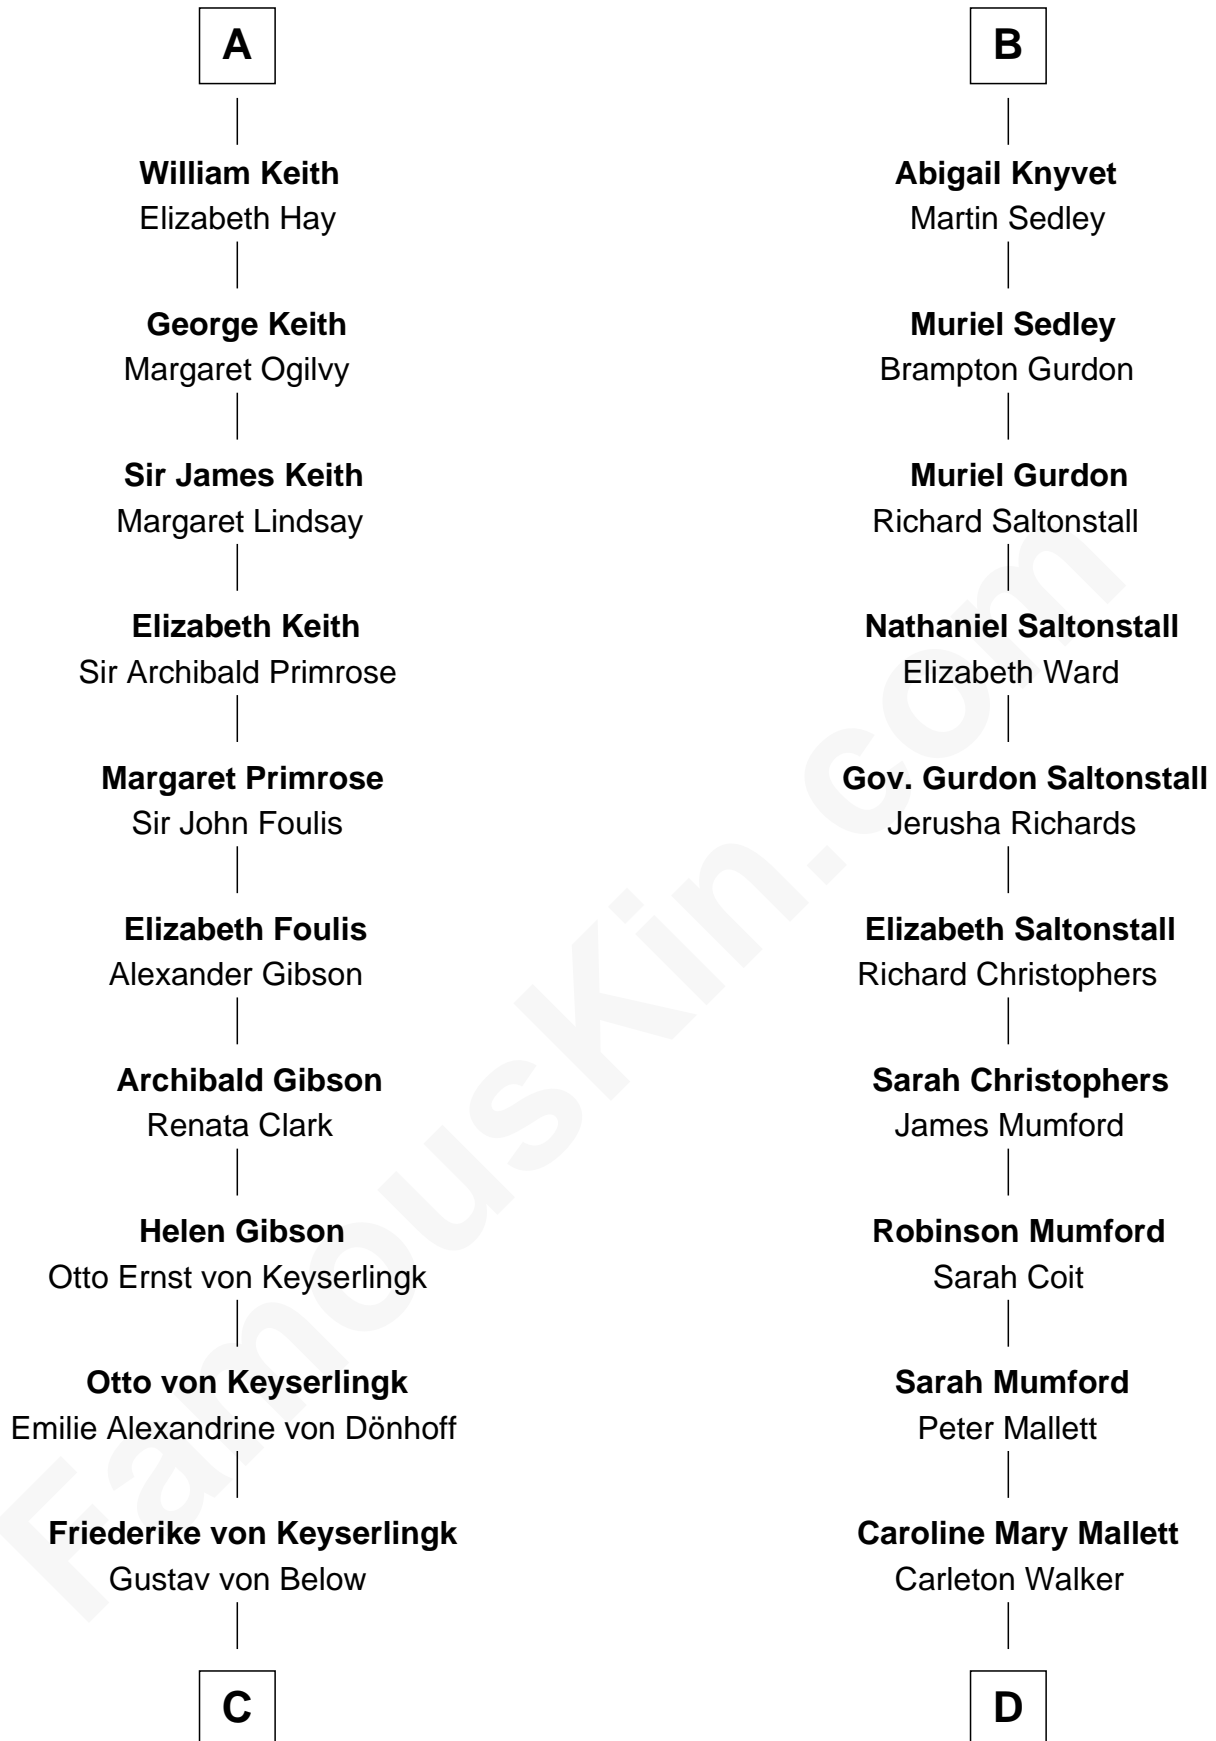 A
William Keith
Elizabeth Hay
George Keith
Margaret Ogilvy
Sir James Keith
Margaret Lindsay
Elizabeth Keith
Sir Archibald Primrose
Margaret Primrose
Sir John Foulis
Elizabeth Foulis
Alexander Gibson
Archibald Gibson
Renata Clark
Helen Gibson
Otto Ernst von Keyserlingk
Otto von Keyserlingk
Emilie Alexandrine von Dönhoff
Friederike von Keyserlingk
Gustav von Below
C
B
Abigail Knyvet
Martin Sedley
Muriel Sedley
Brampton Gurdon
Muriel Gurdon
Richard Saltonstall
Nathaniel Saltonstall
Elizabeth Ward
Gov. Gurdon Saltonstall
Jerusha Richards
Elizabeth Saltonstall
Richard Christophers
Sarah Christophers
James Mumford
Robinson Mumford
Sarah Coit
Sarah Mumford
Peter Mallett
Caroline Mary Mallett
Carleton Walker
D
FamousKin.com